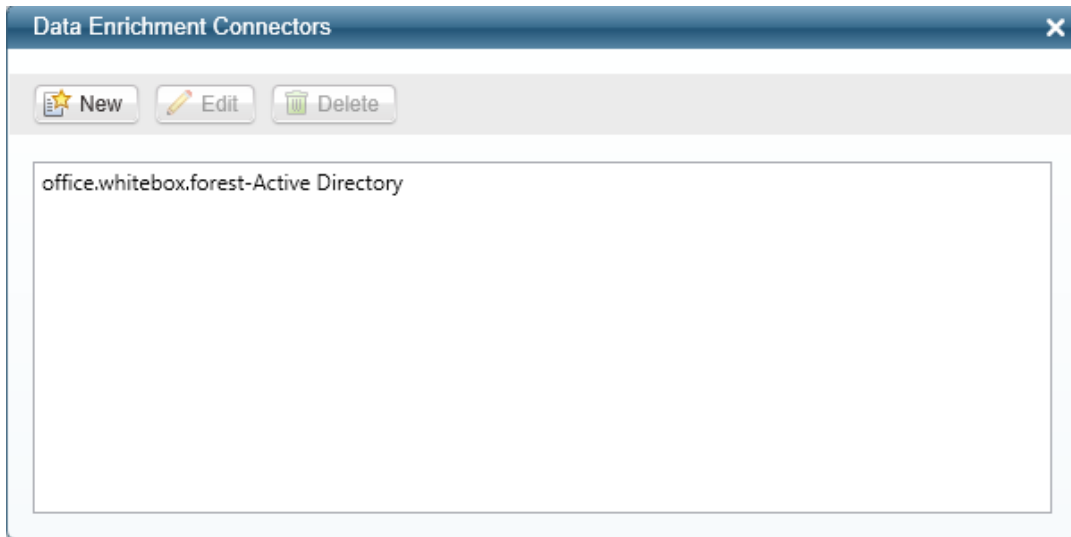 Data Enrichment Connectors
New Edit Delete
office.whitebox.forest-Active Directory